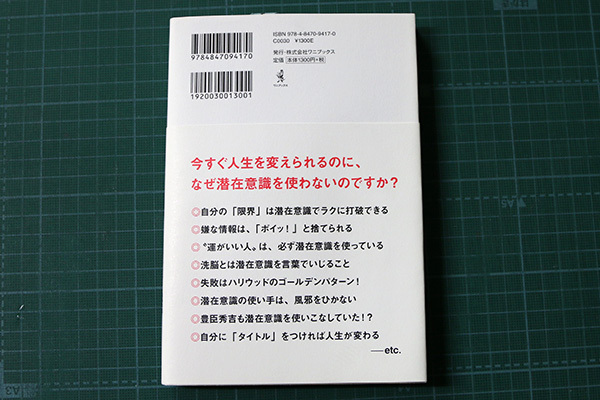 ISBN 978-4-8470-9417-0
C0030 ¥1300E
発行・株式会社ワニブックス
定価 本体1300円+税
9784847094170
ワニブックス
1920030013001
今すぐ人生を変えられるのに、
なぜ潜在意識を使わないのですか?
◎自分の「限界」は潜在意識でラクに打破できる
◎嫌な情報は、「ポイッ!」と捨てられる
◎〝運がいい人〟は、必ず潜在意識を使っている
◎洗脳とは潜在意識を言葉でいじること
◎失敗はハリウッドのゴールデンパターン!
◎潜在意識の使い手は、風邪をひかない
◎豊臣秀吉も潜在意識を使いこなしていた!?
◎自分に「タイトル」をつければ人生が変わる
──etc.
A5
A3